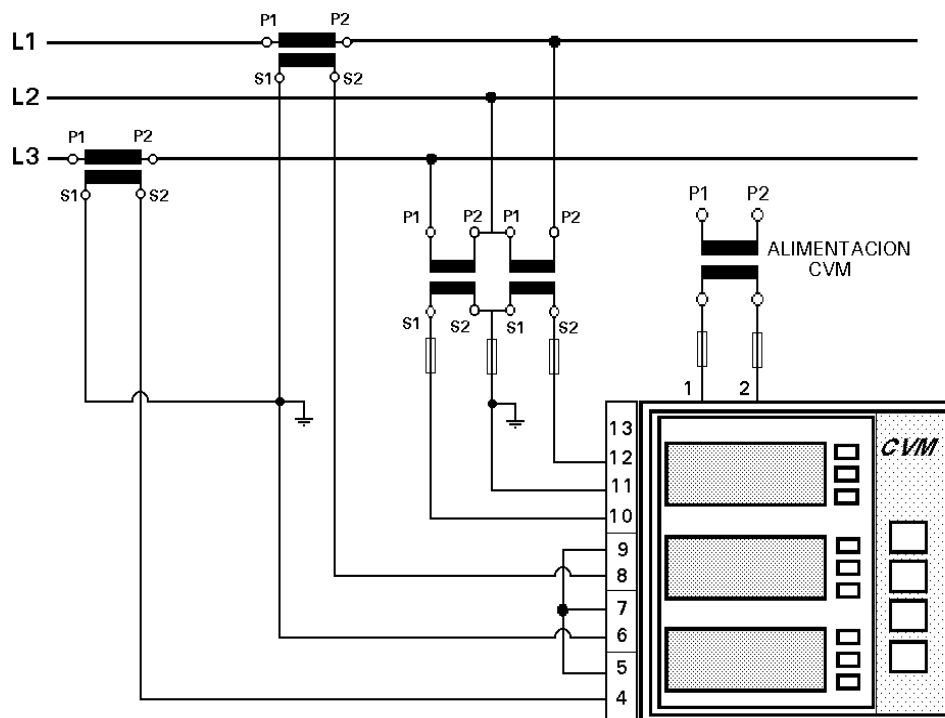 P1 P2
L1
S1 S2
L2
P1 P2
L3
S1 S2
P1 P2 P1 P2
P1 P2
ALIMENTACION
CVM
S1 S2 S1 S2
1 2
13
12
11
10
9
8
7
6
5
4
CVM